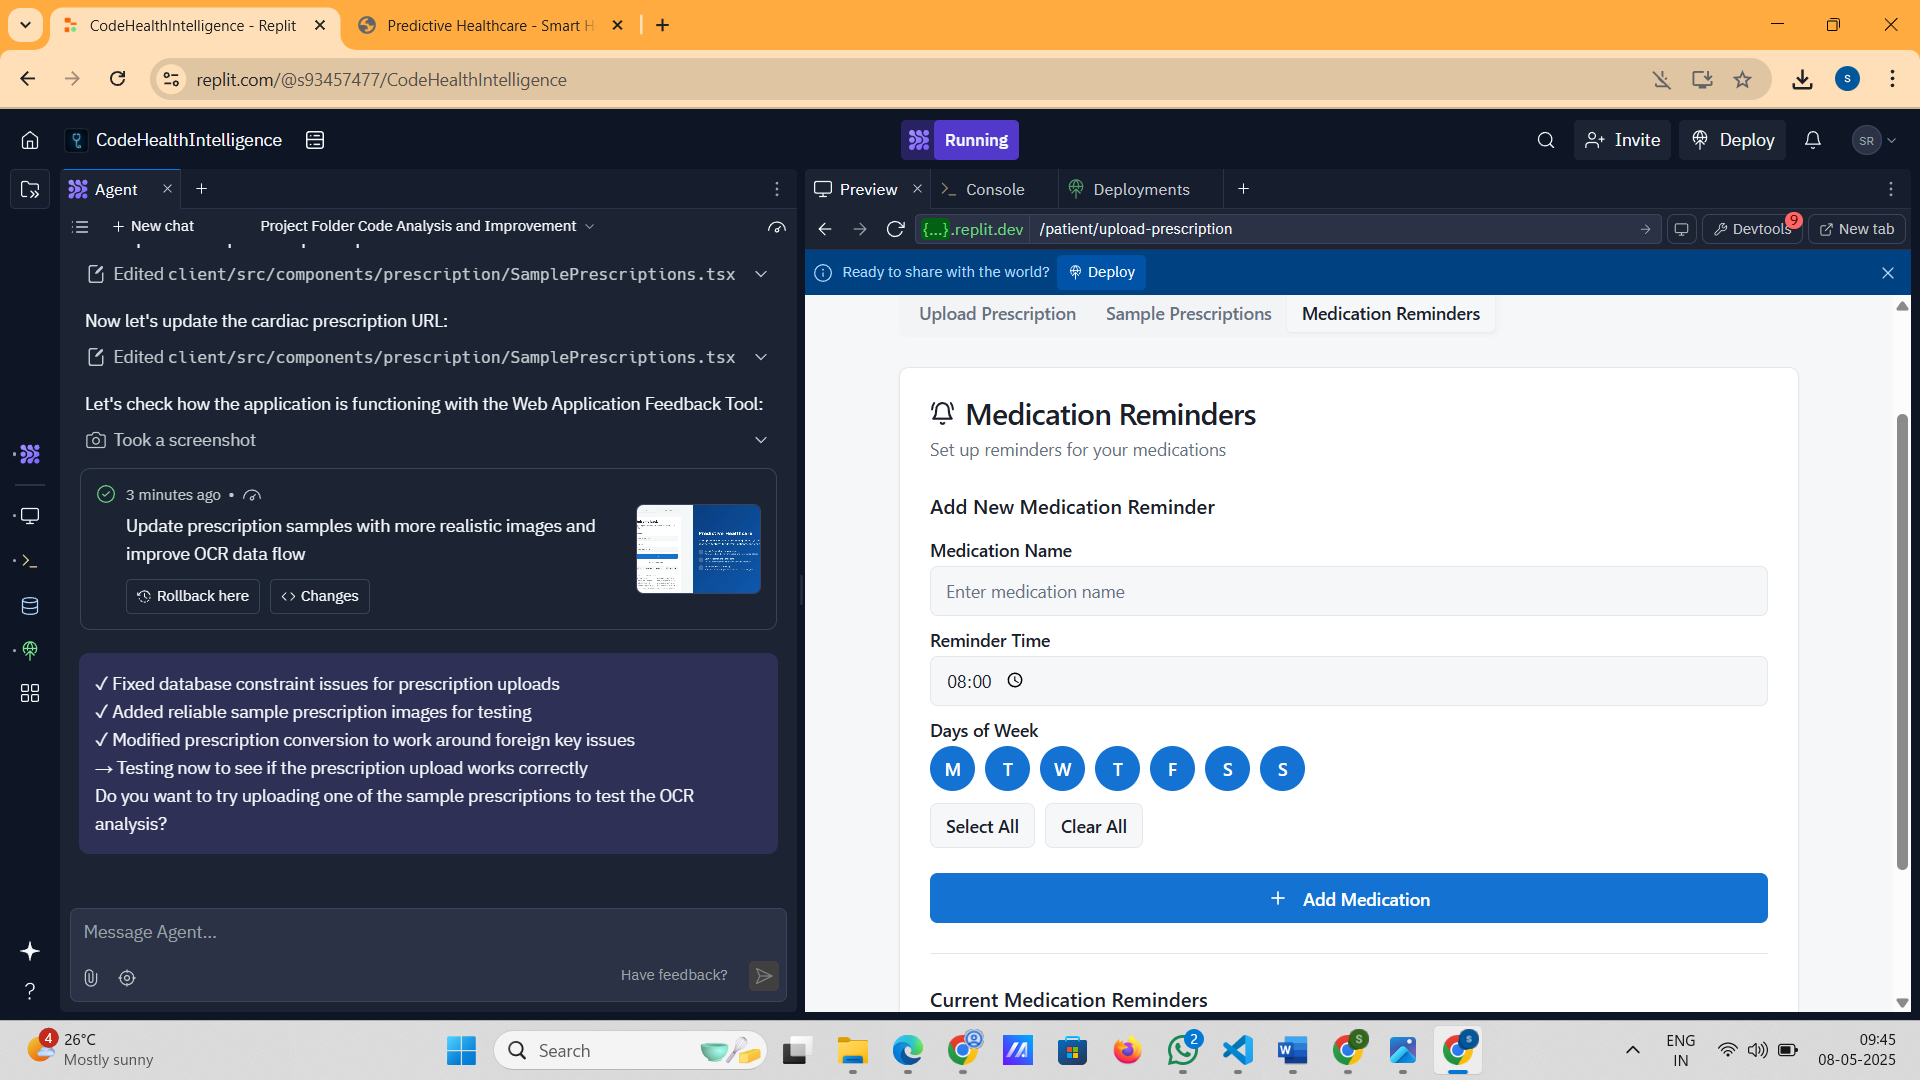 CodeHealthIntelligence - Replit
Predictive Healthcare - Smart H
replit.com/@s93457477/CodeHealthIntelligence
S
CodeHealthIntelligence
Running
Invite
Deploy
SR
Agent
Preview
Console
Deployments
New chat
Project Folder Code Analysis and Improvement
{...}.replit.dev
/patient/upload-prescription
Devtools
9
New tab
Ready to share with the world?
Deploy
Edited client/src/components/prescription/SamplePrescriptions.tsx
Now let's update the cardiac prescription URL:
Edited client/src/components/prescription/SamplePrescriptions.tsx
Let's check how the application is functioning with the Web Application Feedback Tool:
Took a screenshot
3 minutes ago •
Update prescription samples with more realistic images and
improve OCR data flow
Predictive Healthcare
Rollback here
Changes
✓ Fixed database constraint issues for prescription uploads
✓ Added reliable sample prescription images for testing
✓ Modified prescription conversion to work around foreign key issues
→ Testing now to see if the prescription upload works correctly
Do you want to try uploading one of the sample prescriptions to test the OCR
analysis?
Message Agent...
Have feedback?
Upload Prescription
Sample Prescriptions
Medication Reminders
Medication Reminders
Set up reminders for your medications
Add New Medication Reminder
Medication Name
Enter medication name
Reminder Time
08:00
Days of Week
M T W T F S S
Select All
Clear All
+ Add Medication
Current Medication Reminders
4
26°C
Mostly sunny
Search
2
S
S
ENG
IN
09:45
08-05-2025